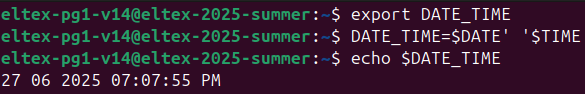 eltex-pg1-v14@eltex-2025-summer:~$ export DATE_TIME
eltex-pg1-v14@eltex-2025-summer:~$ DATE_TIME=$DATE' '$TIME
eltex-pg1-v14@eltex-2025-summer:~$ echo $DATE_TIME
27 06 2025 07:07:55 PM